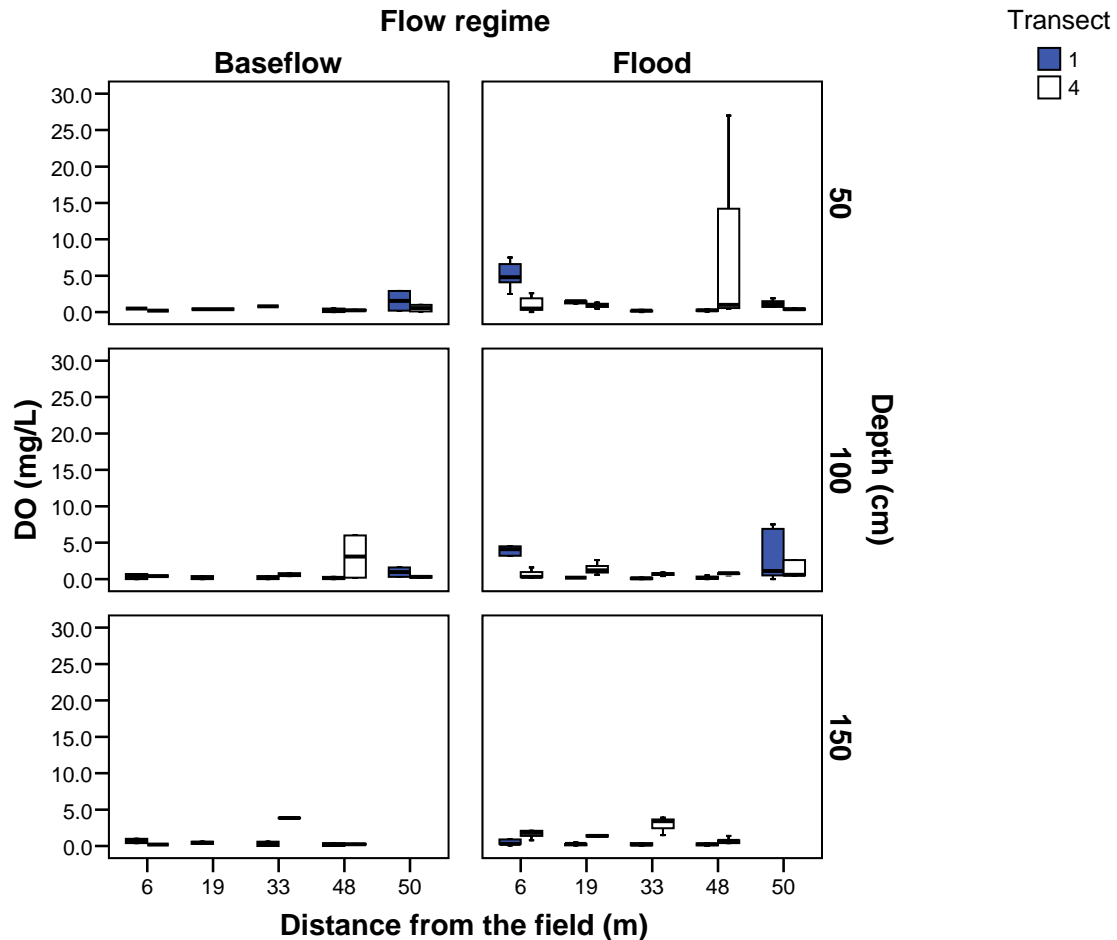 Flow regime
Transect
1
4
Baseflow
Flood
30.0
25.0
20.0
15.0
10.0
5.0
0.0
50
30.0
25.0
20.0
15.0
10.0
5.0
0.0
100
30.0
25.0
20.0
15.0
10.0
5.0
0.0
150
DO (mg/L)
Depth (cm)
6 19 33 48 50
6 19 33 48 50
Distance from the field (m)